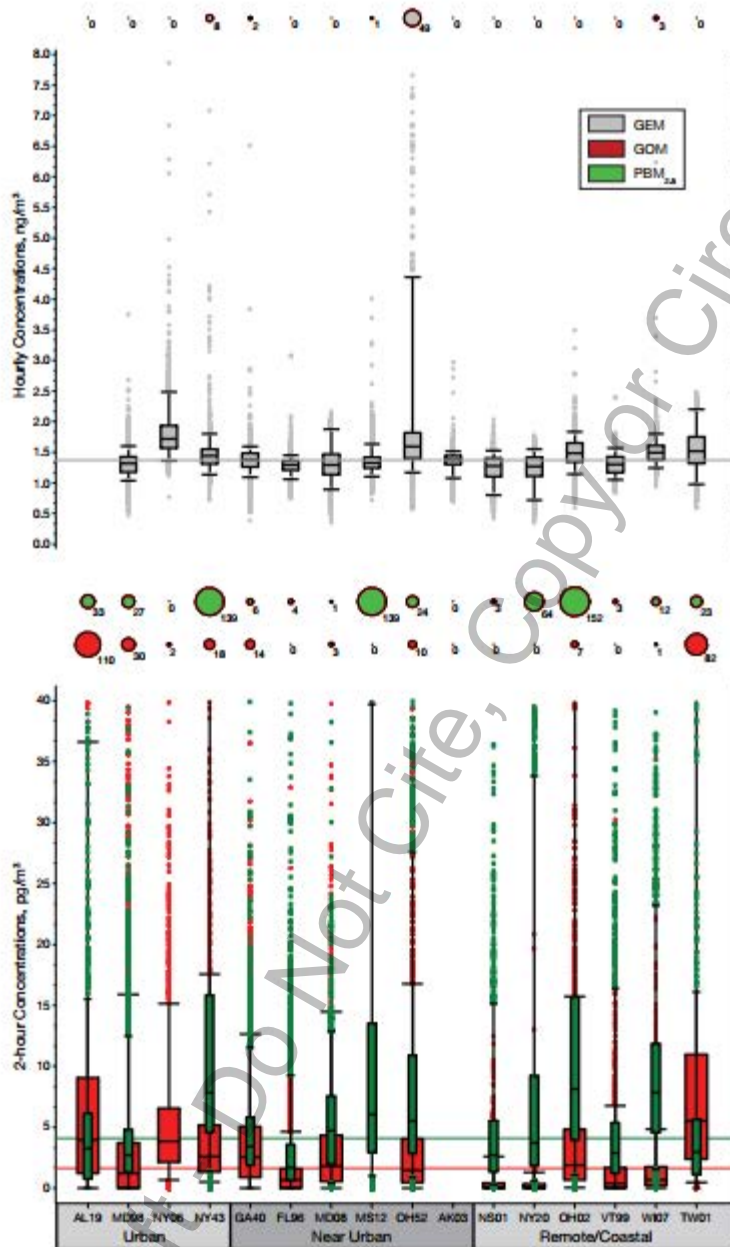 0 0 0 8 2 0 0 1 49 0 0 0 0 0 3 0
8.0
7.5
7.0
6.5
6.0
5.5
5.0
4.5
4.0
3.5
3.0
2.5
2.0
1.5
1.0
0.5
0.0
Hourly Concentrations, ng/m³
GEM
GOM
PBM2.5
33 27 0 139 6 4 1 139 24 0 3 64 152 3 12 23
110 30 2 18 14 0 3 0 10 0 0 0 7 0 1 82
40
35
30
25
20
15
10
5
0
2-hour Concentrations, pg/m³
AL19 MD98 NY06 NY43 GA40 FL96 MD08 MS12 OH52 AK03 NS01 NY20 OH02 VT99 WI07 TW01
Urban Near Urban Remote/Coastal
Do Not Cite, Copy or Circ